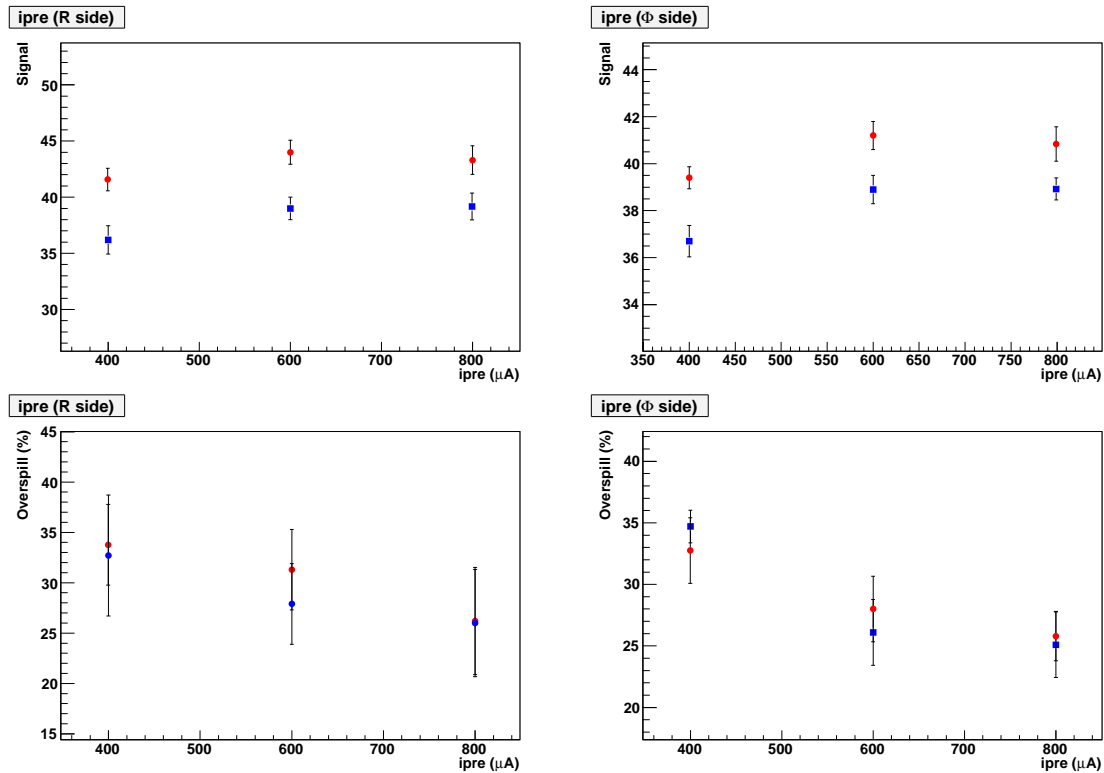 ipre (R side)
Signal
50
45
40
35
30
400 500 600 700 800
ipre (μA)
ipre (Φ side)
Signal
44
42
40
38
36
34
350 400 450 500 550 600 650 700 750 800
ipre (μA)
ipre (R side)
Overspill (%)
45
40
35
30
25
20
15
400 500 600 700 800
ipre (μA)
ipre (Φ side)
Overspill (%)
40
35
30
25
20
400 500 600 700 800
ipre (μA)